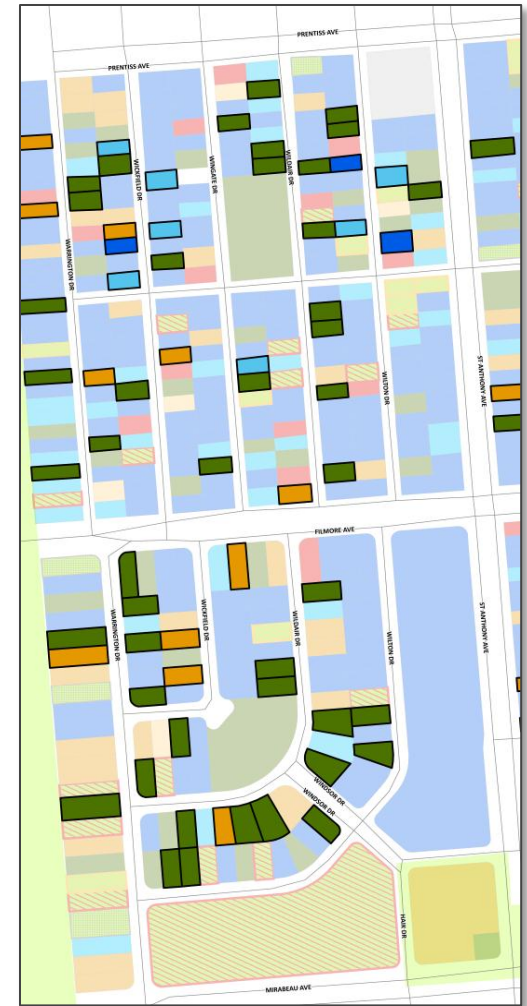 PRENTISS AVE
PRENTISS AVE
WICKFIELD DR
WINGATE DR
WILDAIR DR
WARRINGTON DR
WILTON DR
ST ANTHONY AVE
FILMORE AVE
WARRINGTON DR
WICKFIELD DR
WILDAIR DR
WILTON DR
ST ANTHONY AVE
WINDSOR DR
WINDSOR DR
HAIR DR
MIRABEAU AVE